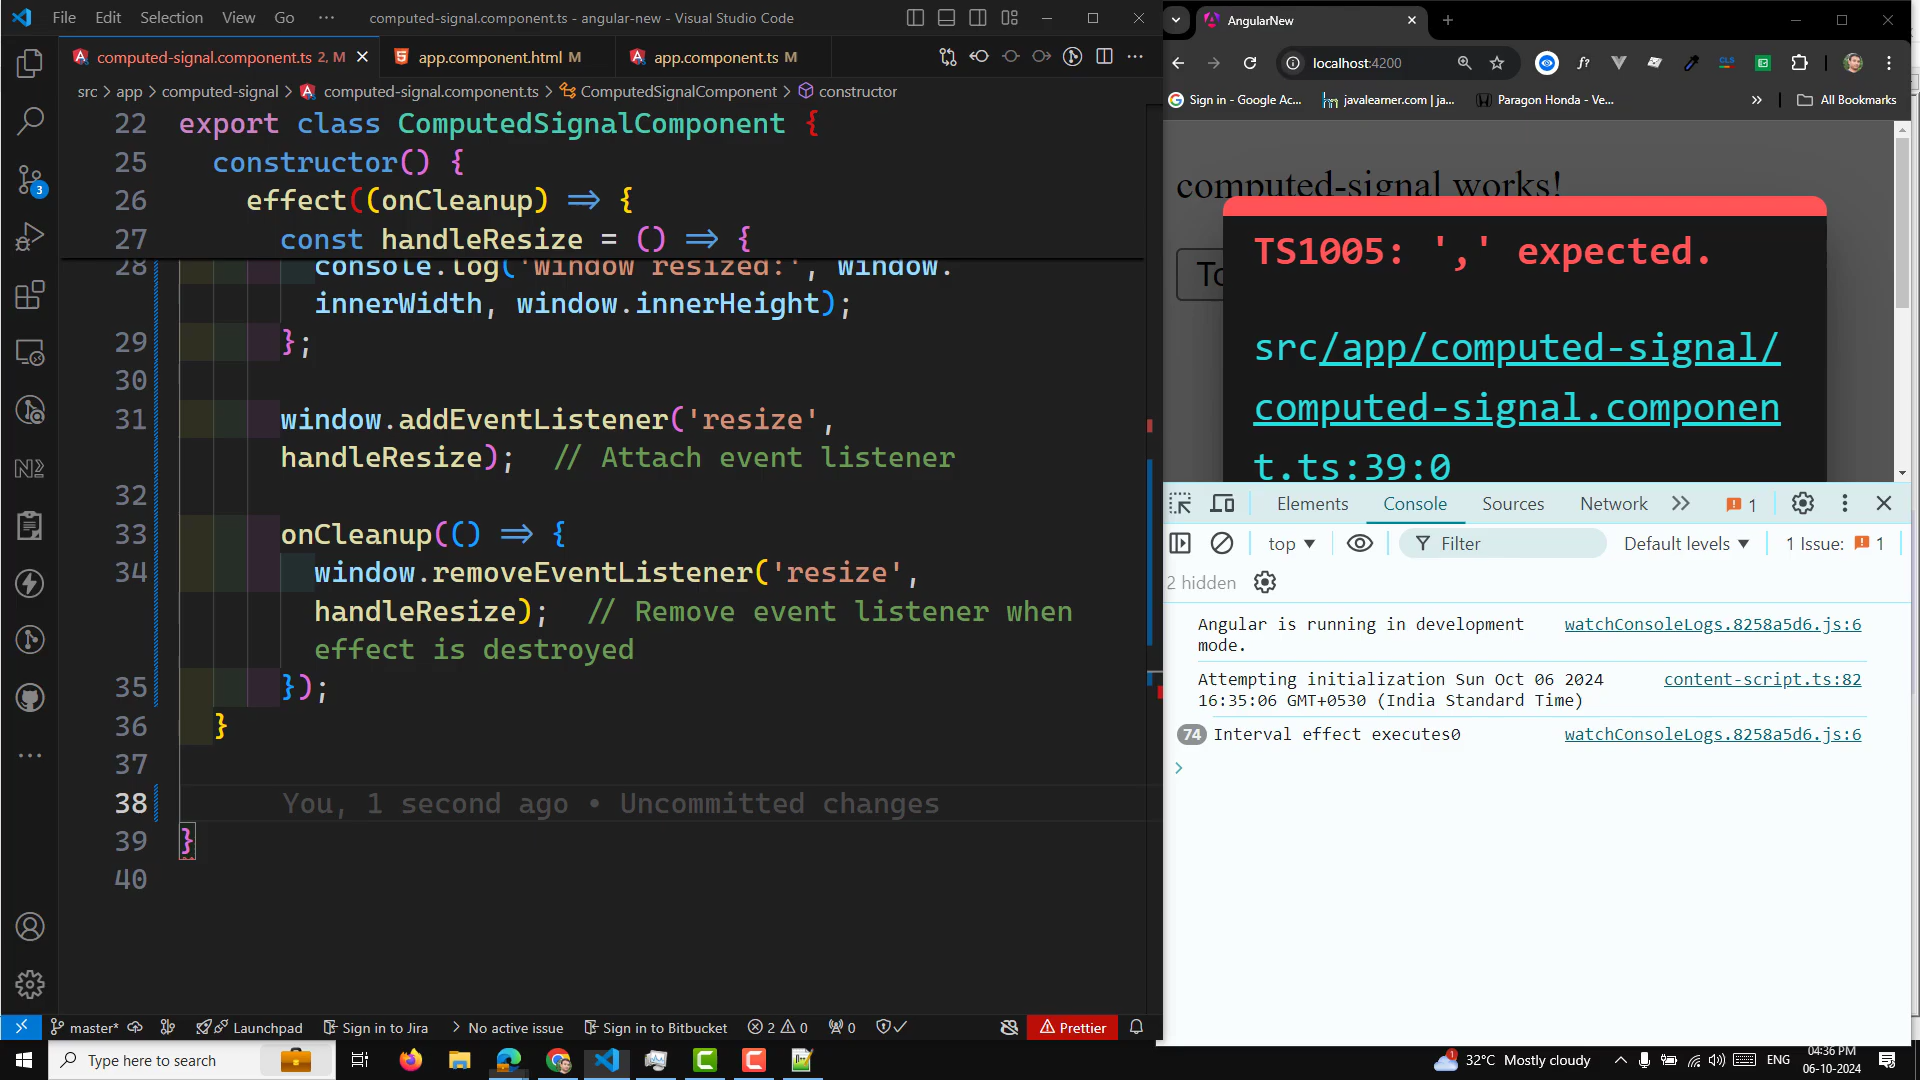 File Edit Selection View Go ··· computed-signal.component.ts - angular-new - Visual Studio Code
computed-signal.component.ts 2, M app.component.html M app.component.ts M
src > app > computed-signal > computed-signal.component.ts > ComputedSignalComponent > constructor
22 export class ComputedSignalComponent {
25 constructor() {
26 effect((onCleanup) => {
27 const handleResize = () => {
28 console.log('Window resized:', window.
innerWidth, window.innerHeight);
29 };
30
31 window.addEventListener('resize',
handleResize); // Attach event listener
32
33 onCleanup(() => {
34 window.removeEventListener('resize',
handleResize); // Remove event listener when
effect is destroyed
35 });
36 }
37
38 You, 1 second ago • Uncommitted changes
39 }
40
3
master* Launchpad Sign in to Jira No active issue Sign in to Bitbucket 2 0 0 Prettier
AngularNew
localhost:4200
Sign in - Google Ac... javalearner.com | ja... Paragon Honda - Ve... » All Bookmarks
computed-signal works!
To
TS1005: ',' expected.
src/app/computed-signal/
computed-signal.componen
t.ts:39:0
Elements Console Sources Network » 1
top Filter Default levels 1 Issue: 1
2 hidden
Angular is running in development watchConsoleLogs.8258a5d6.js:6
mode.
Attempting initialization Sun Oct 06 2024 content-script.ts:82
16:35:06 GMT+0530 (India Standard Time)
74 Interval effect executes0 watchConsoleLogs.8258a5d6.js:6
Type here to search 1 32°C Mostly cloudy ENG 04:36 PM
06-10-2024